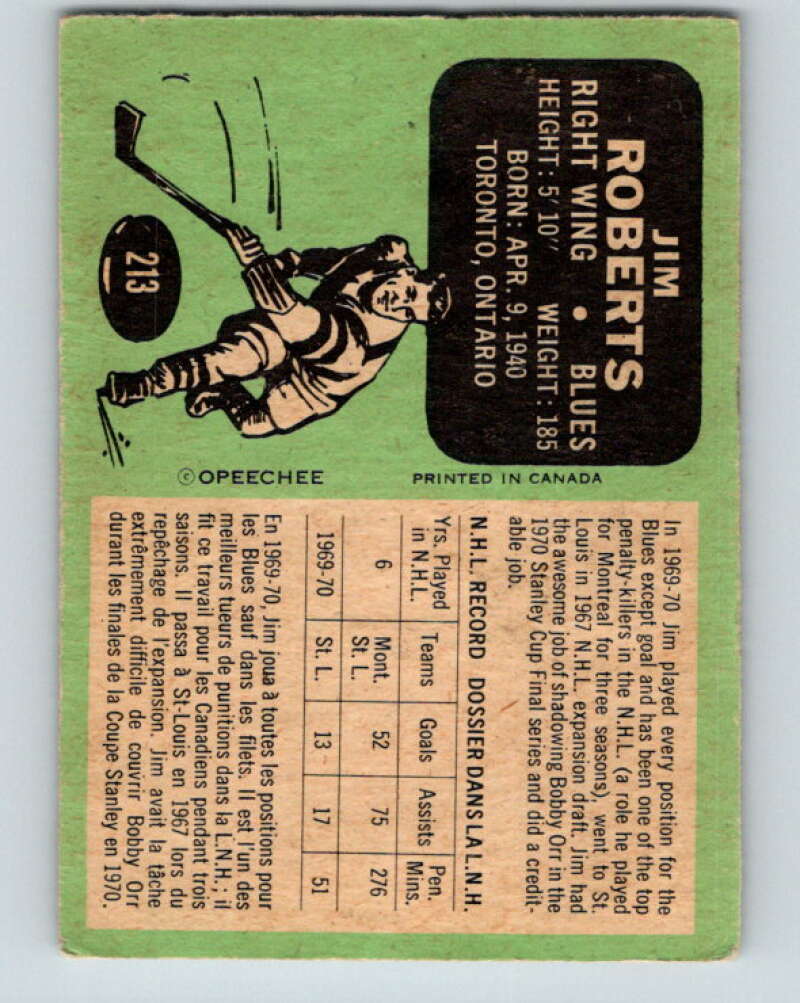 JIM
ROBERTS
RIGHT WING • BLUES
HEIGHT: 5'10" WEIGHT: 185
BORN: APR. 9, 1940
TORONTO, ONTARIO
213
© OPEECHEE
PRINTED IN CANADA
In 1969-70 Jim played every position for the
Blues except goal and has been one of the top
penalty-killers in the N.H.L. (a role he played
for Montreal for three seasons), went to St.
Louis in 1967 N.H.L. expansion draft. Jim had
the awesome job of shadowing Bobby Orr in the
1970 Stanley Cup Final series and did a credit-
able job.
N.H.L. RECORD DOSSIER DANS LA L.N.H.
Yrs. Played in N.H.L. Teams Goals Assists Pen. Mins.
6 Mont. St. L. 52 75 276
1969-70 St. L. 13 17 51
En 1969-70, Jim joua à toutes les positions pour
les Blues sauf dans les filets. Il est l'un des
meilleurs tueurs de punitions dans la L.N.H.; il
fit ce travail pour les Canadiens pendant trois
saisons. Il passa à St-Louis en 1967 lors du
repêchage de l'expansion. Jim avait la tâche
extrêmement difficile de couvrir Bobby Orr
durant les finales de la Coupe Stanley en 1970.